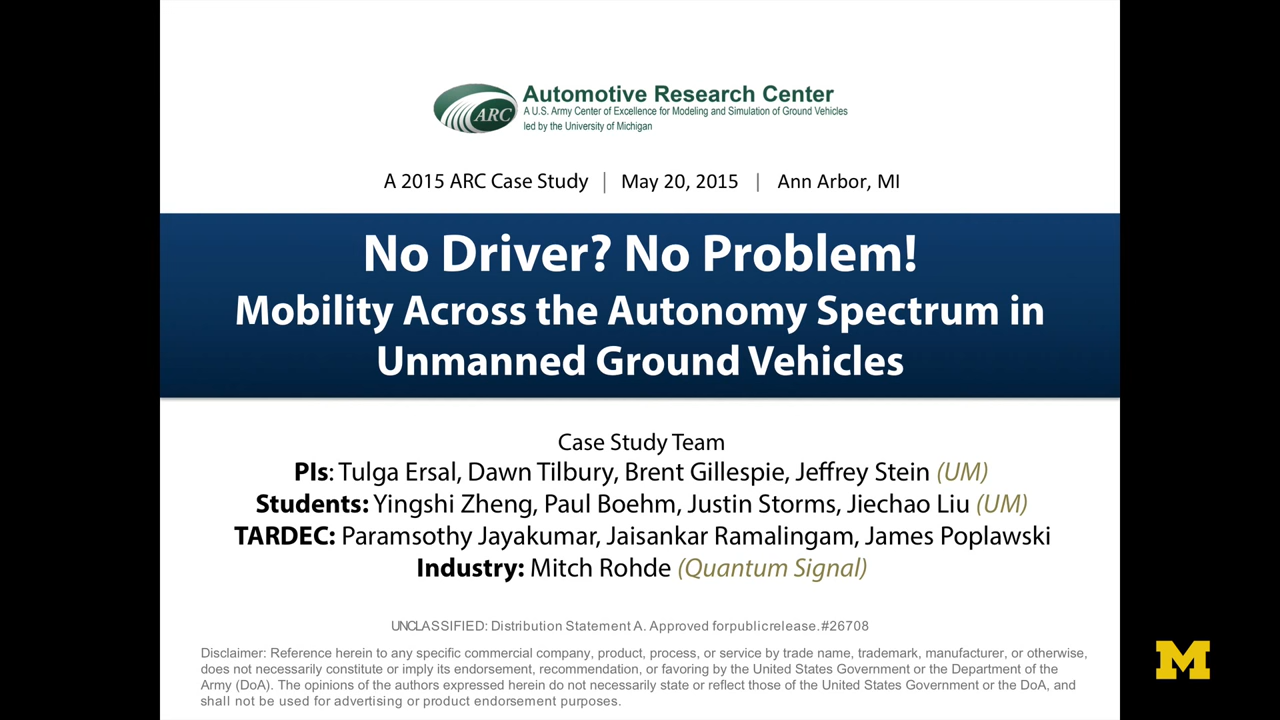 ARC
Automotive Research Center
A U.S. Army Center of Excellence for Modeling and Simulation of Ground Vehicles
led by the University of Michigan
A 2015 ARC Case Study | May 20, 2015 | Ann Arbor, MI
No Driver? No Problem!
Mobility Across the Autonomy Spectrum in
Unmanned Ground Vehicles
Case Study Team
PIs: Tulga Ersal, Dawn Tilbury, Brent Gillespie, Jeffrey Stein (UM)
Students: Yingshi Zheng, Paul Boehm, Justin Storms, Jiechao Liu (UM)
TARDEC: Paramsothy Jayakumar, Jaisankar Ramalingam, James Poplawski
Industry: Mitch Rohde (Quantum Signal)
UNCLASSIFIED: Distribution Statement A. Approved forpublicrelease.#26708
Disclaimer: Reference herein to any specific commercial company, product, process, or service by trade name, trademark, manufacturer, or otherwise,
does not necessarily constitute or imply its endorsement, recommendation, or favoring by the United States Government or the Department of the
Army (DoA). The opinions of the authors expressed herein do not necessarily state or reflect those of the United States Government or the DoA, and
shall not be used for advertising or product endorsement purposes.
M